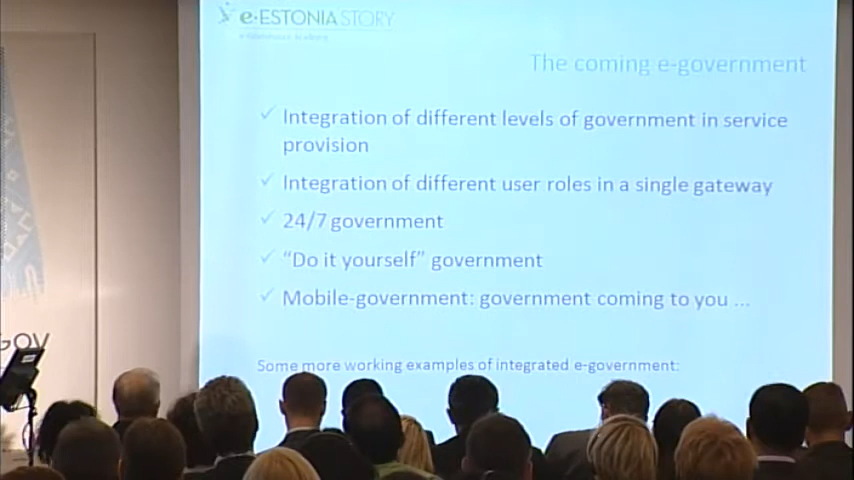 e-ESTONIA STORY
The coming e-government
✓ Integration of different levels of government in service
provision
✓ Integration of different user roles in a single gateway
✓ 24/7 government
✓ “Do it yourself” government
✓ Mobile-government: government coming to you ...
Some more working examples of integrated e-government:
GOV